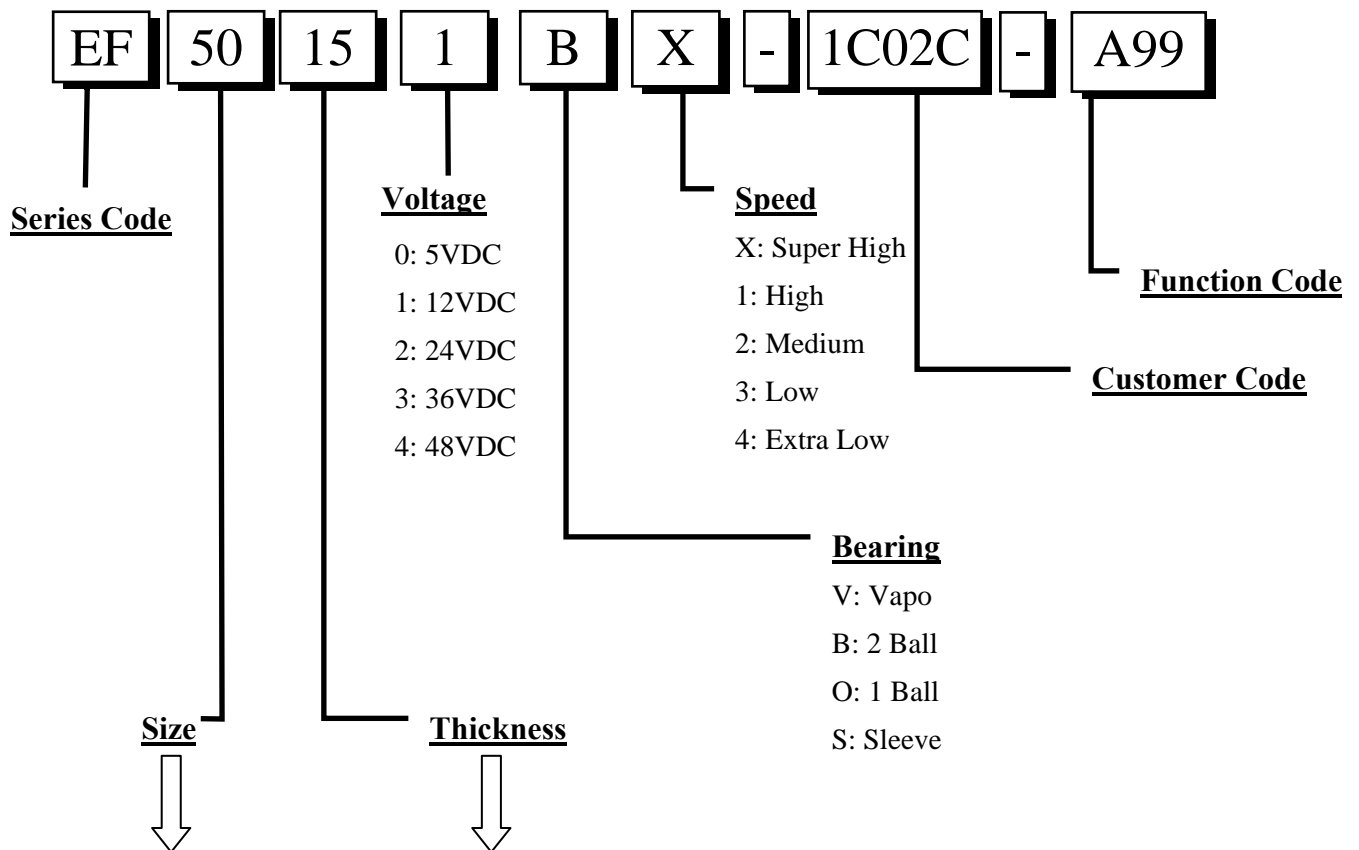 EF 50 15 1 B X - 1C02C - A99
Series Code
Voltage
0: 5VDC
1: 12VDC
2: 24VDC
3: 36VDC
4: 48VDC
Speed
X: Super High
1: High
2: Medium
3: Low
4: Extra Low
Function Code
Customer Code
Bearing
V: Vapo
B: 2 Ball
O: 1 Ball
S: Sleeve
Size
Thickness